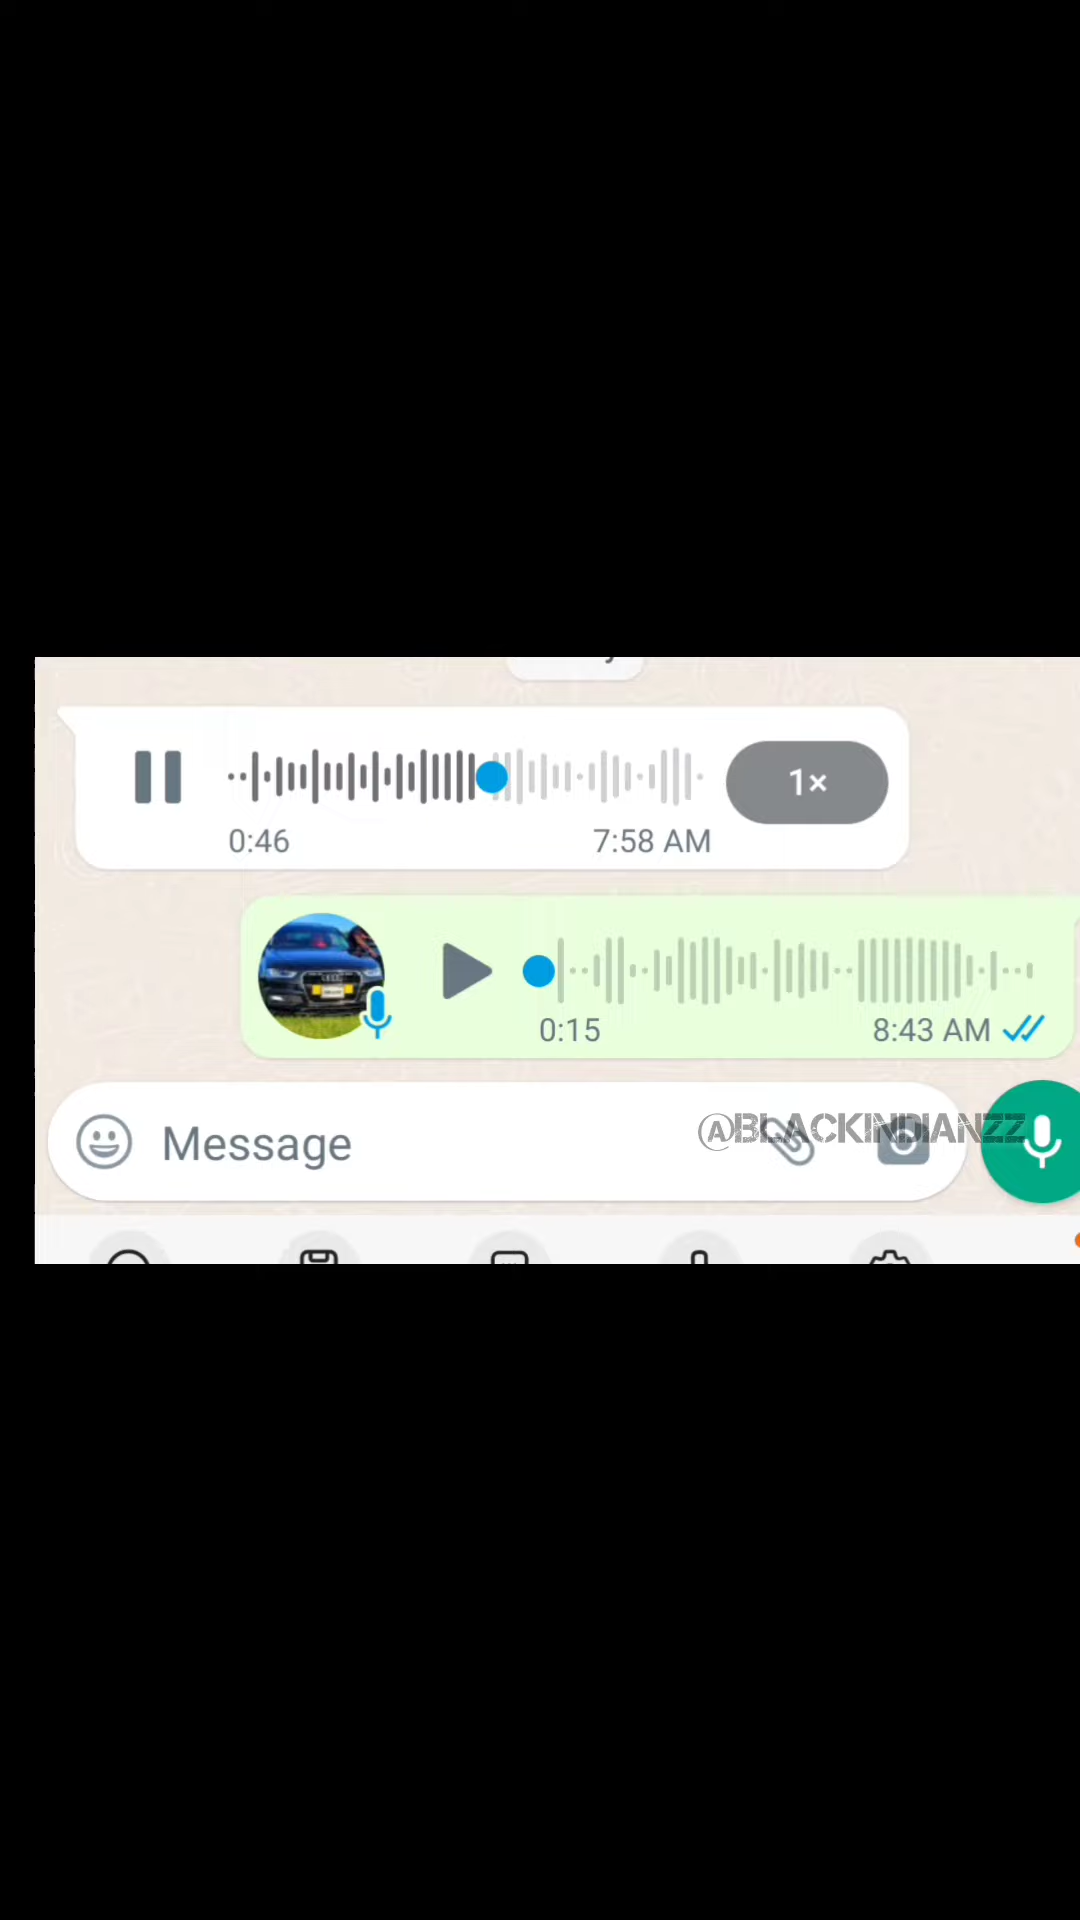 1×
0:46 7:58 AM
0:15 8:43 AM
Message
@BLACKINDIANZZ